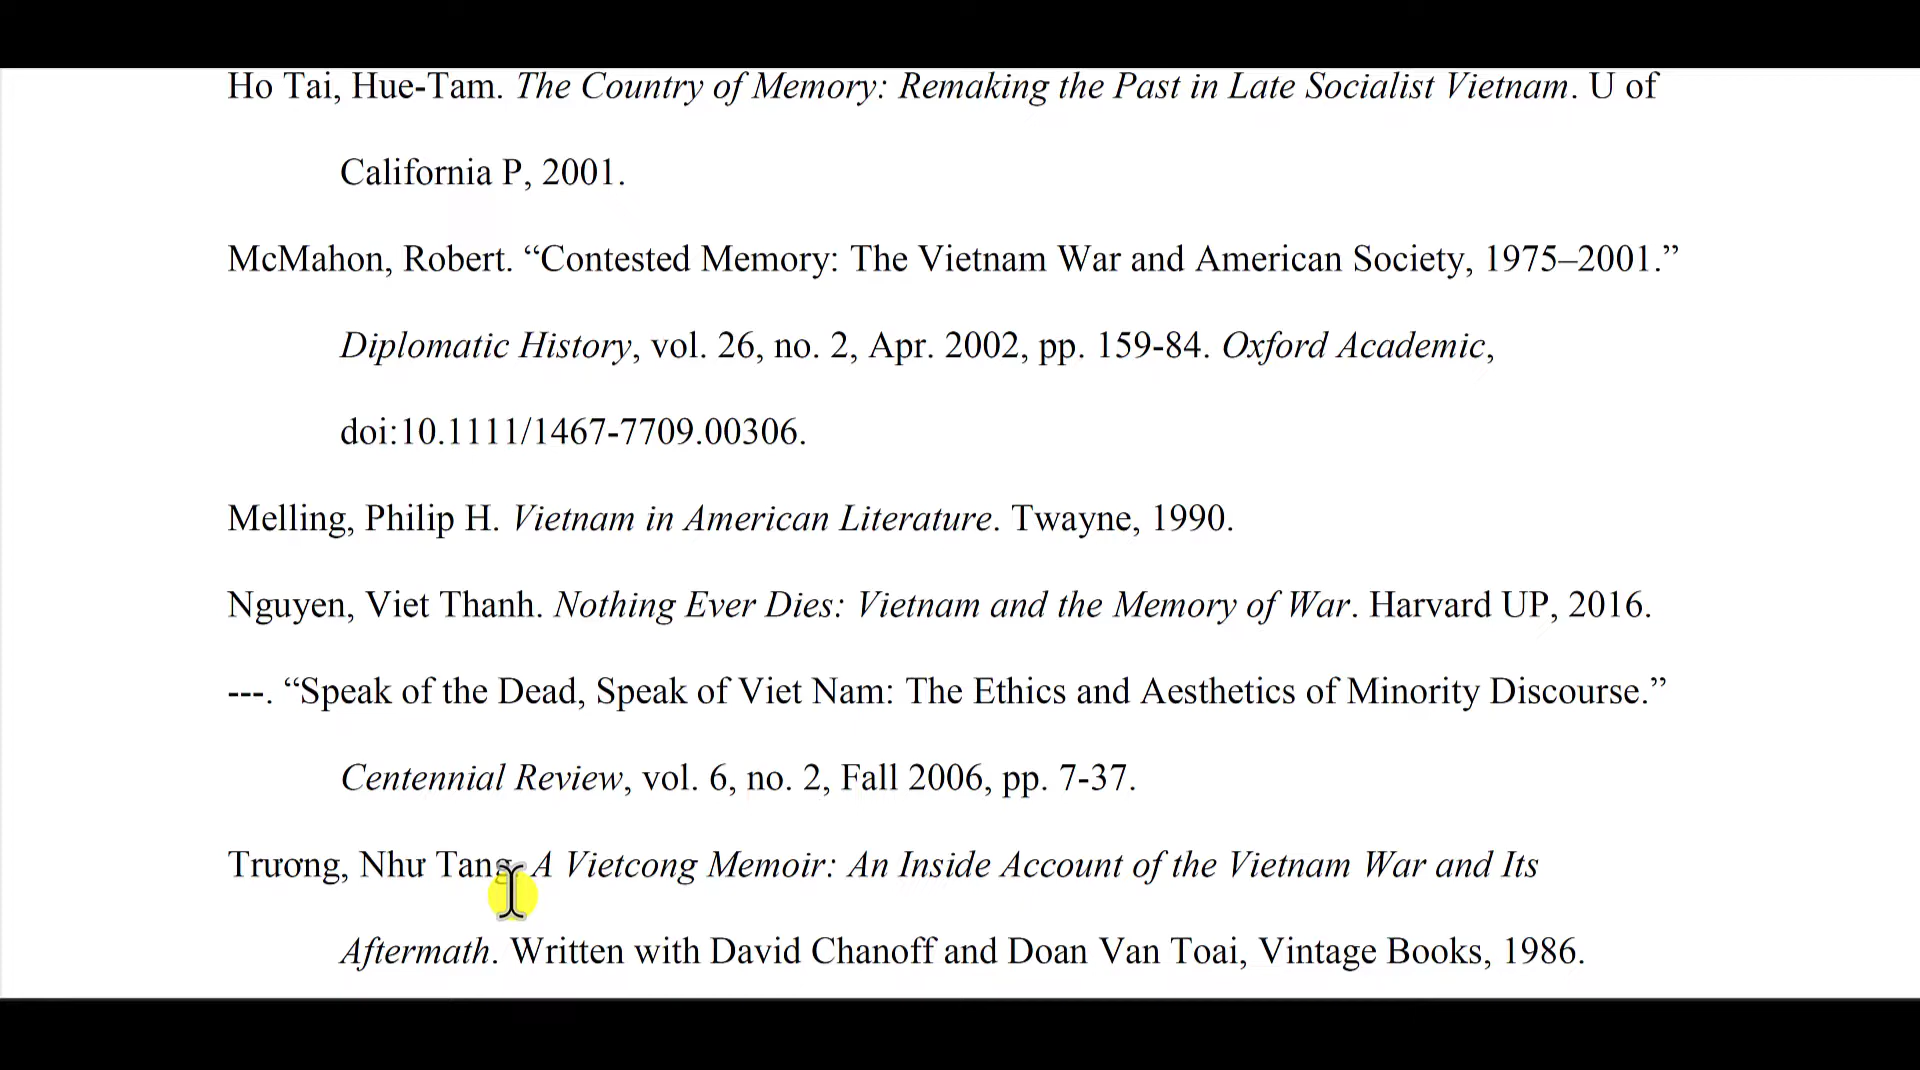 Ho Tai, Hue-Tam. The Country of Memory: Remaking the Past in Late Socialist Vietnam. U of
California P, 2001.
McMahon, Robert. “Contested Memory: The Vietnam War and American Society, 1975–2001.”
Diplomatic History, vol. 26, no. 2, Apr. 2002, pp. 159-84. Oxford Academic,
doi:10.1111/1467-7709.00306.
Melling, Philip H. Vietnam in American Literature. Twayne, 1990.
Nguyen, Viet Thanh. Nothing Ever Dies: Vietnam and the Memory of War. Harvard UP, 2016.
---. “Speak of the Dead, Speak of Viet Nam: The Ethics and Aesthetics of Minority Discourse.”
Centennial Review, vol. 6, no. 2, Fall 2006, pp. 7-37.
Trương, Như Tang. A Vietcong Memoir: An Inside Account of the Vietnam War and Its
Aftermath. Written with David Chanoff and Doan Van Toai, Vintage Books, 1986.